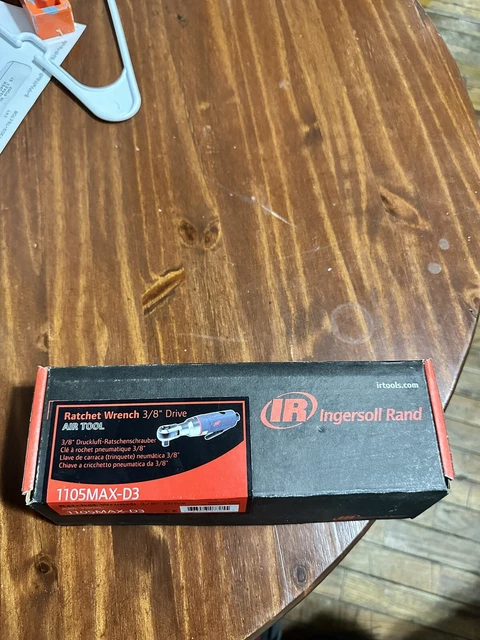 irtools.com
IR Ingersoll Rand
Ratchet Wrench 3/8" Drive
AIR TOOL
3/8" Druckluft-Ratschenschrauber
Clé à rochet pneumatique 3/8"
Llave de carraca (trinquete) neumática 3/8"
Chiave a cricchetto pneumatica da 3/8"
1105MAX-D3
1105MAX-D3